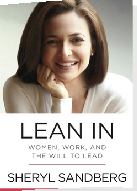 LEAN IN
WOMEN, WORK, AND
THE WILL TO LEAD
SHERYL SANDBERG